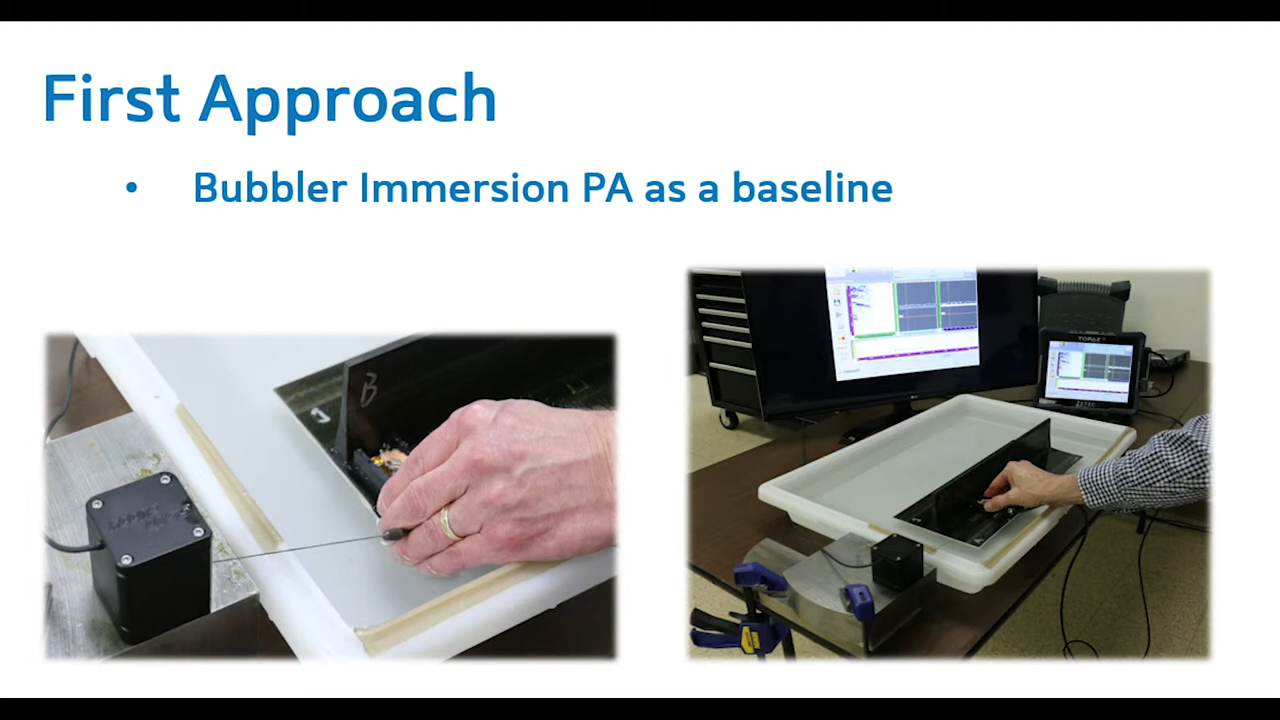 First Approach
• Bubbler Immersion PA as a baseline
B
TOPAZ
ZETEC